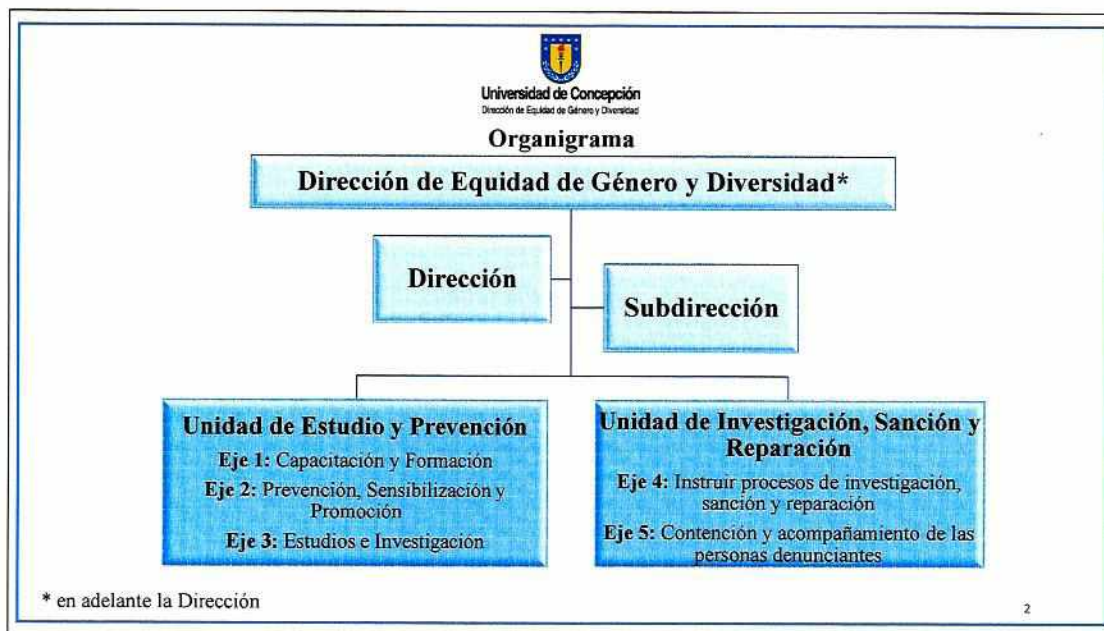 Universidad de Concepción
Dirección de Equidad de Género y Diversidad
Organigrama
Dirección de Equidad de Género y Diversidad*
Dirección
Subdirección
Unidad de Estudio y Prevención
Eje 1: Capacitación y Formación
Eje 2: Prevención, Sensibilización y
Promoción
Eje 3: Estudios e Investigación
Unidad de Investigación, Sanción y
Reparación
Eje 4: Instruir procesos de investigación,
sanción y reparación
Eje 5: Contención y acompañamiento de las
personas denunciantes
* en adelante la Dirección
2